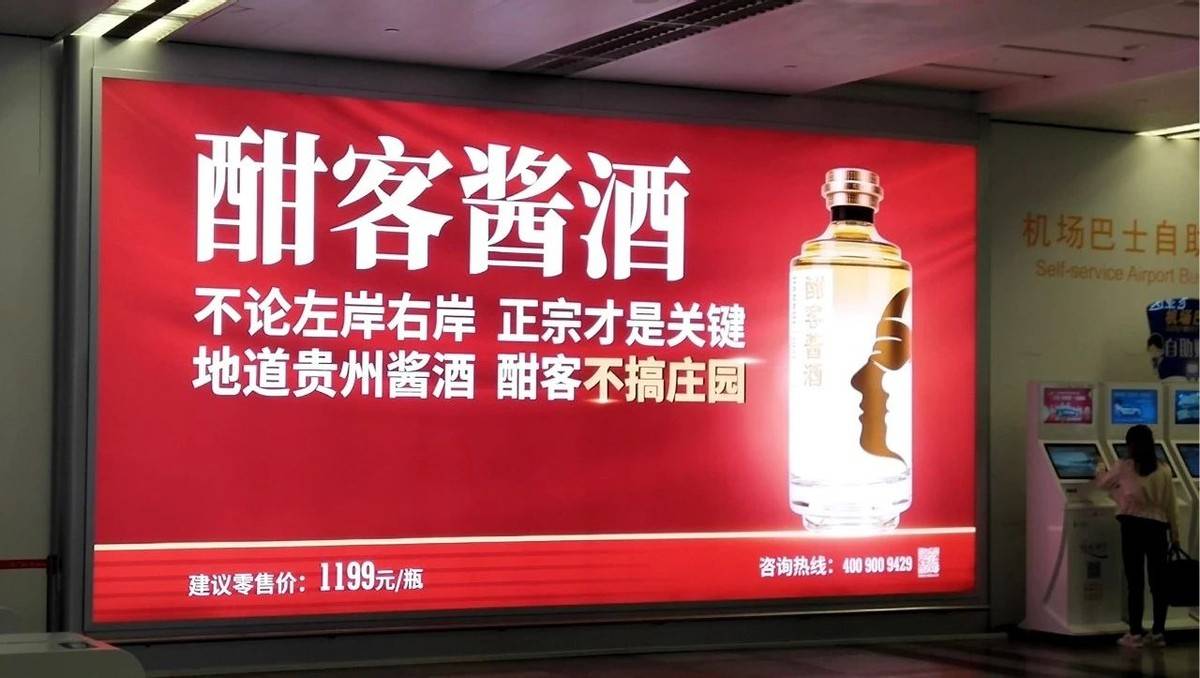 酣客酱酒
不论左岸右岸 正宗才是关键
地道贵州酱酒 酣客不搞庄园
建议零售价：1199元/瓶
咨询热线：400 900 9429
酣客酱酒
机场巴士自助
Self-service Airport Ba